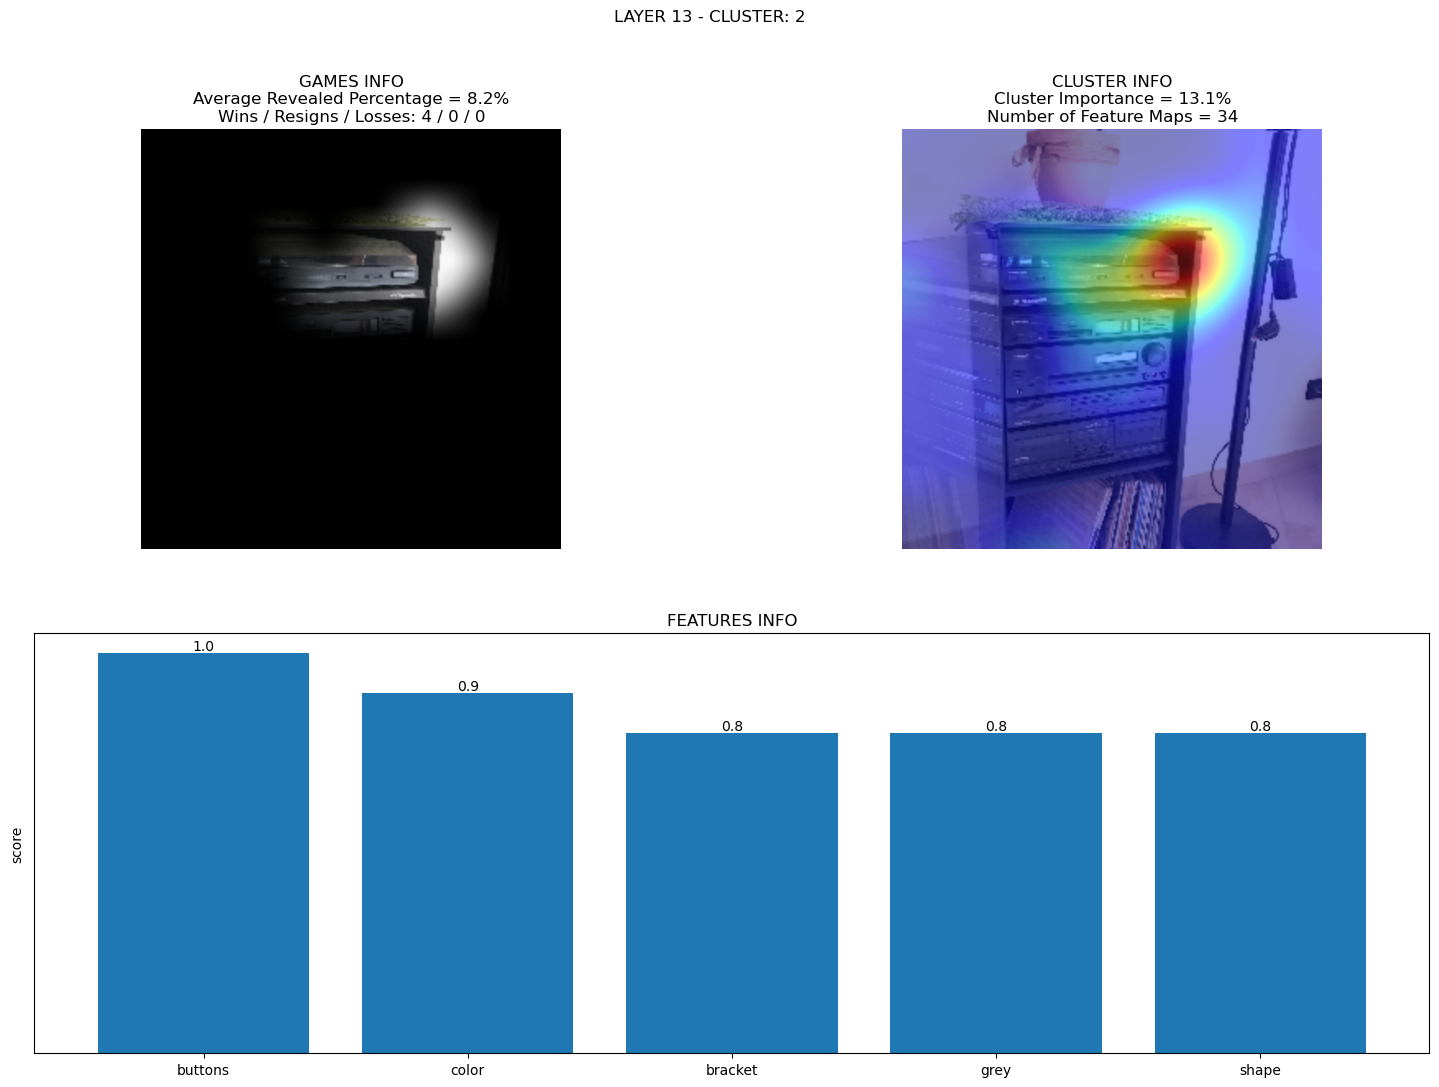 LAYER 13 - CLUSTER: 2
GAMES INFO
Average Revealed Percentage = 8.2%
Wins / Resigns / Losses: 4 / 0 / 0
CLUSTER INFO
Cluster Importance = 13.1%
Number of Feature Maps = 34
FEATURES INFO
score
1.0
0.9
0.8
0.8
0.8
buttons
color
bracket
grey
shape